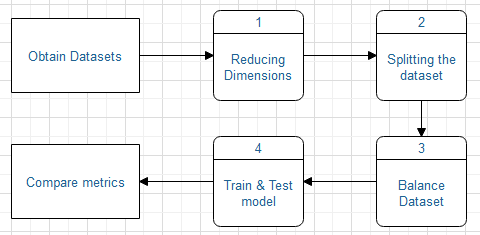 Obtain Datasets
1
Reducing
Dimensions
2
Splitting the
dataset
3
Balance
Dataset
4
Train & Test
model
Compare metrics